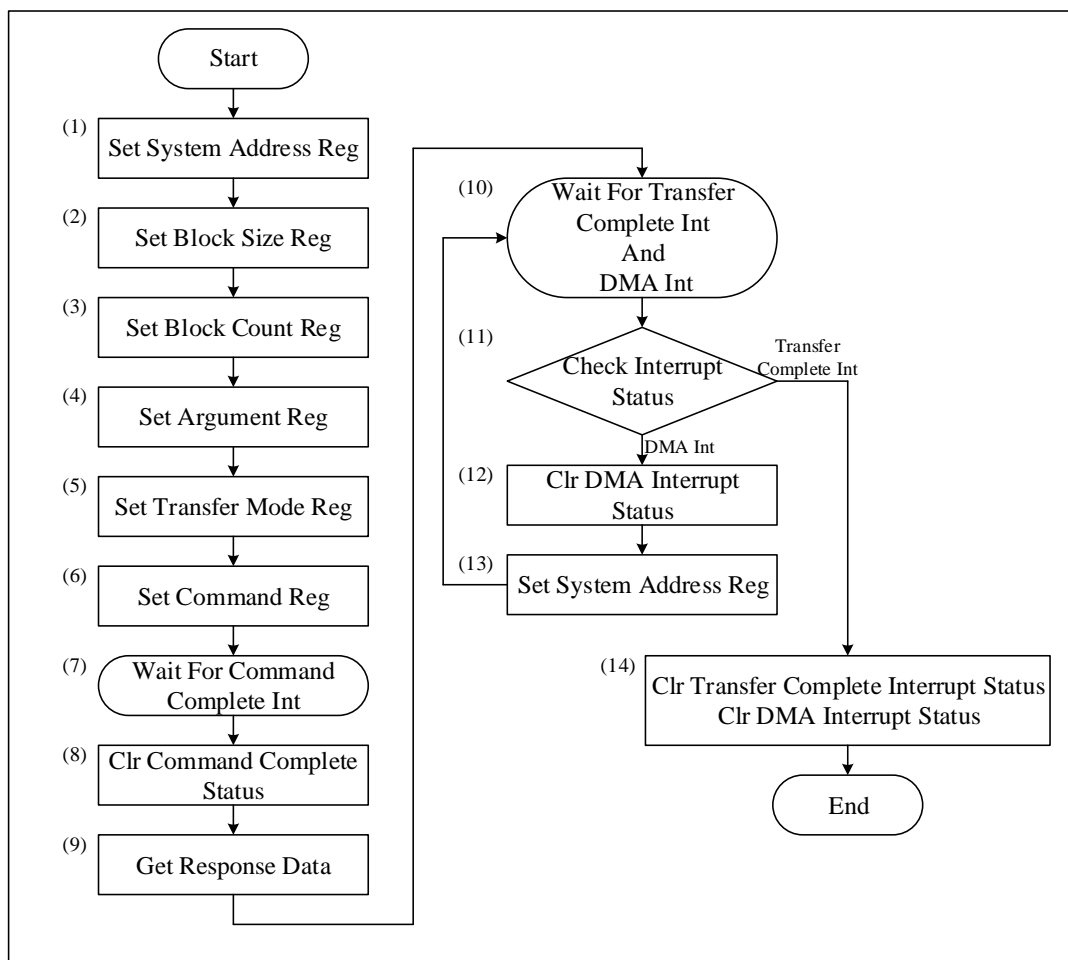 Start
(1)
Set System Address Reg
(2)
Set Block Size Reg
(3)
Set Block Count Reg
(4)
Set Argument Reg
(5)
Set Transfer Mode Reg
(6)
Set Command Reg
(7)
Wait For Command
Complete Int
(8)
Clr Command Complete
Status
(9)
Get Response Data
(10)
Wait For Transfer
Complete Int
And
DMA Int
(11)
Check Interrupt
Status
Transfer
Complete Int
DMA Int
(12)
Clr DMA Interrupt
Status
(13)
Set System Address Reg
(14)
Clr Transfer Complete Interrupt Status
Clr DMA Interrupt Status
End